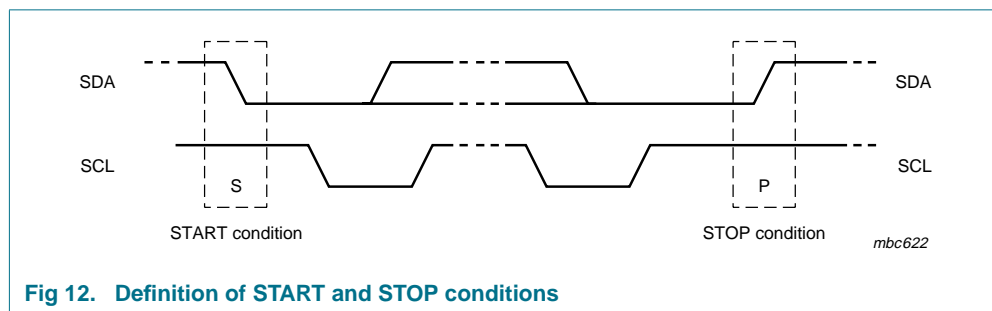 SDA SDA
SCL SCL
S P
START condition STOP condition
mbc622
Fig 12. Definition of START and STOP conditions